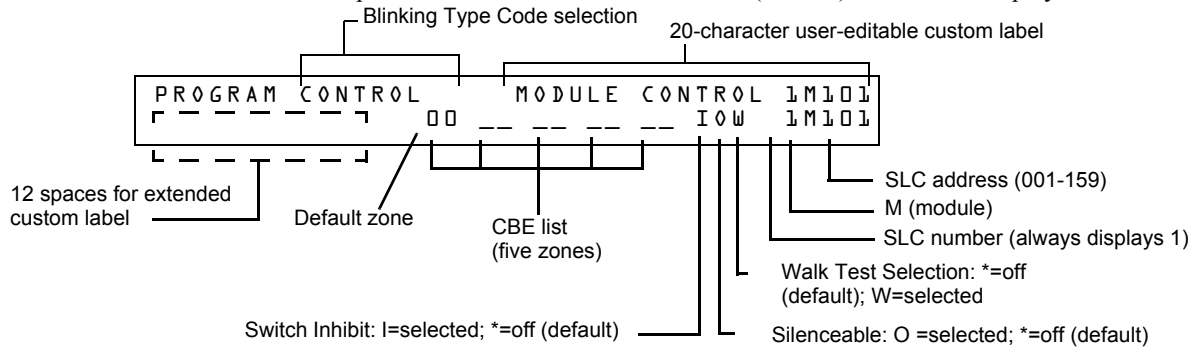 Blinking Type Code selection
20-character user-editable custom label
PROGRAM CONTROL MODULE CONTROL 1M101
00 __ __ __ __ IOW 1M101
12 spaces for extended
custom label
Default zone
CBE list
(five zones)
SLC address (001-159)
M (module)
SLC number (always displays 1)
Walk Test Selection: *=off
(default); W=selected
Switch Inhibit: I=selected; *=off (default)
Silenceable: O =selected; *=off (default)